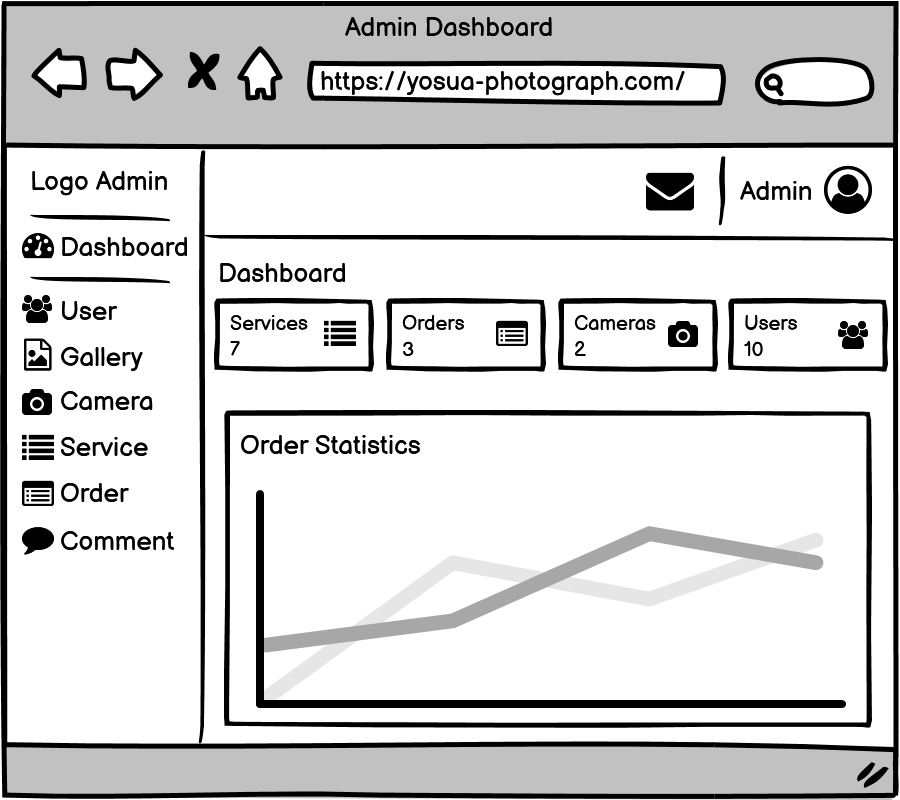 Admin Dashboard
https://yosua-photograph.com/
Logo Admin
Admin
Dashboard
User
Gallery
Camera
Service
Order
Comment
Dashboard
Services
7
Orders
3
Cameras
2
Users
10
Order Statistics